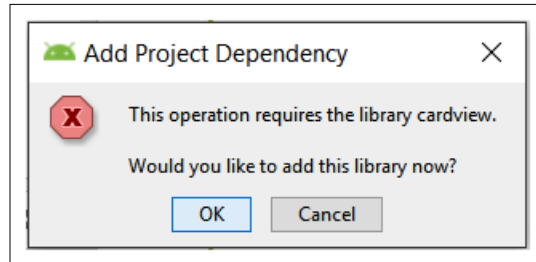 Add Project Dependency
This operation requires the library cardview.
Would you like to add this library now?
OK
Cancel